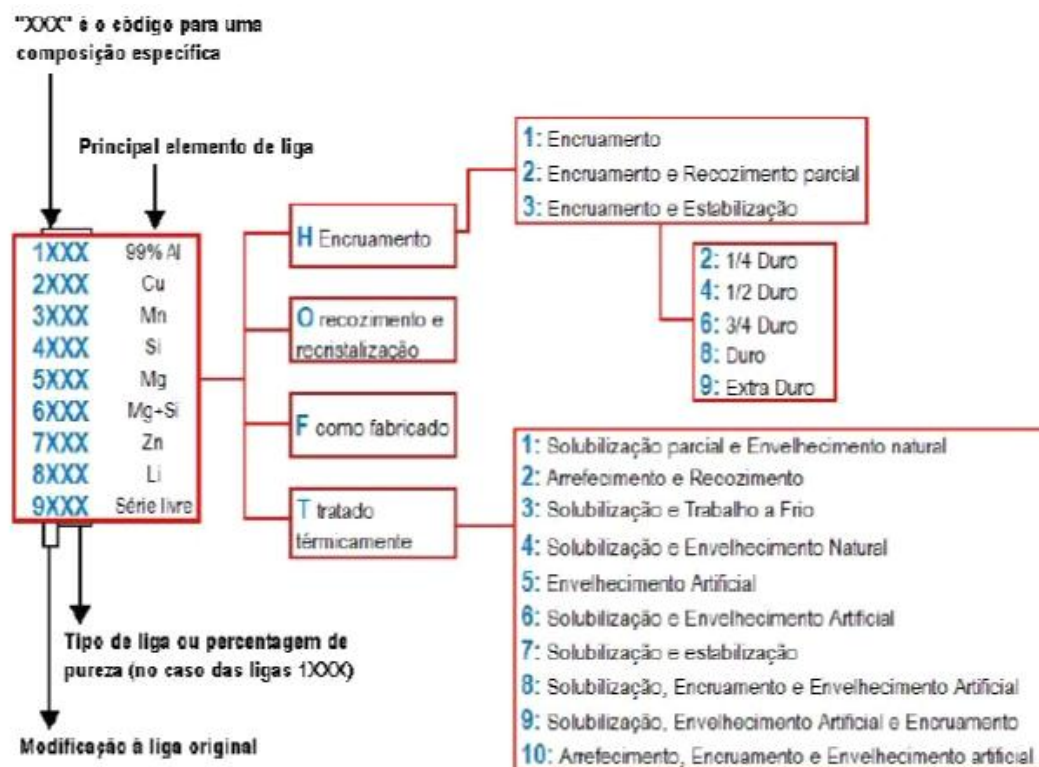 "XXX" é o código para uma
composição específica
Principal elemento de liga
1XXX 99% Al
2XXX Cu
3XXX Mn
4XXX Si
5XXX Mg
6XXX Mg+Si
7XXX Zn
8XXX Li
9XXX Série livre
Tipo de liga ou percentagem de
pureza (no caso das ligas 1XXX)
Modificação à liga original
H Encruamento
O recozimento e
recristalização
F como fabricado
T tratado
térmicamente
1: Encruamento
2: Encruamento e Recozimento parcial
3: Encruamento e Estabilização
2: 1/4 Duro
4: 1/2 Duro
6: 3/4 Duro
8: Duro
9: Extra Duro
1: Solubilização parcial e Envelhecimento natural
2: Arrefecimento e Recozimento
3: Solubilização e Trabalho a Frio
4: Solubilização e Envelhecimento Natural
5: Envelhecimento Artificial
6: Solubilização e Envelhecimento Artificial
7: Solubilização e estabilização
8: Solubilização, Encruamento e Envelhecimento Artificial
9: Solubilização, Envelhecimento Artificial e Encruamento
10: Arrefecimento, Encruamento e Envelhecimento artificial